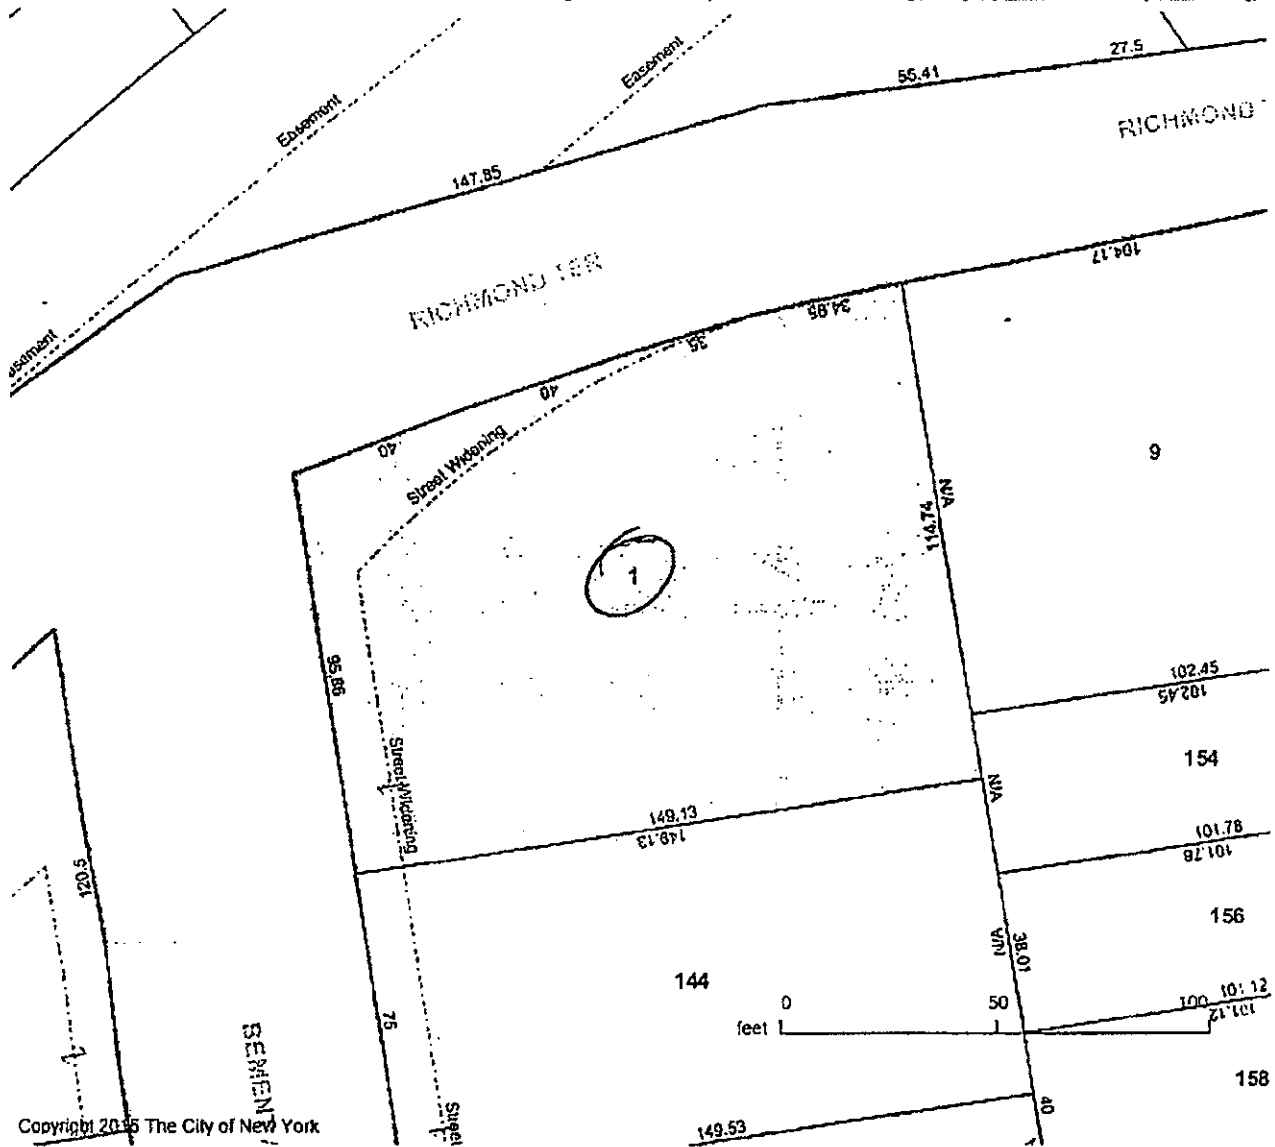 Easement
Easement
55.41
27.5
RICHMOND
147.85
RICHMOND TER
104.17
34.85
35
40
40
Street Widening
9
N/A
114.74
1
95.86
102.45
102.45
154
Street Widening
149.13
149.13
N/A
101.78
101.78
120.5
156
N/A
38.01
144
0 50 100
feet
101.12
101.12
75
158
BEMENT
Street
40
149.53
Copyright 2015 The City of New York